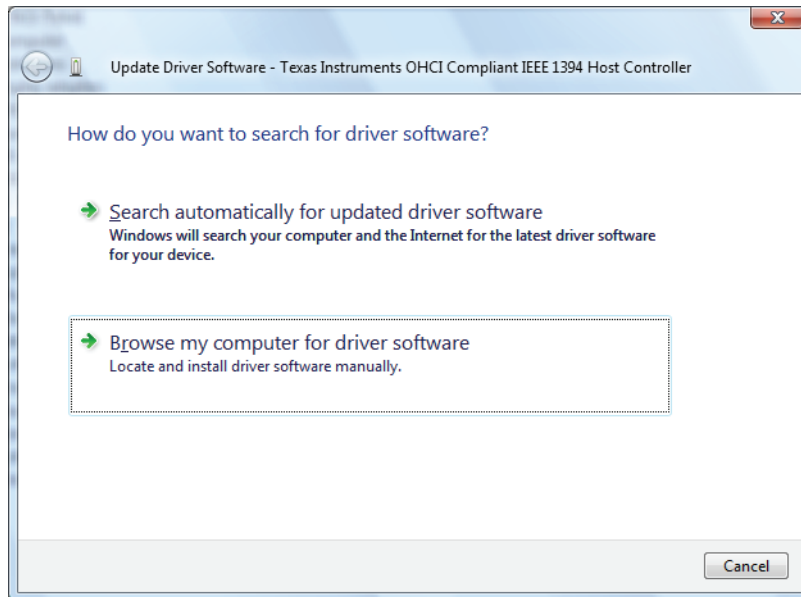 Update Driver Software - Texas Instruments OHCI Compliant IEEE 1394 Host Controller
How do you want to search for driver software?
Search automatically for updated driver software
Windows will search your computer and the Internet for the latest driver software
for your device.
Browse my computer for driver software
Locate and install driver software manually.
Cancel